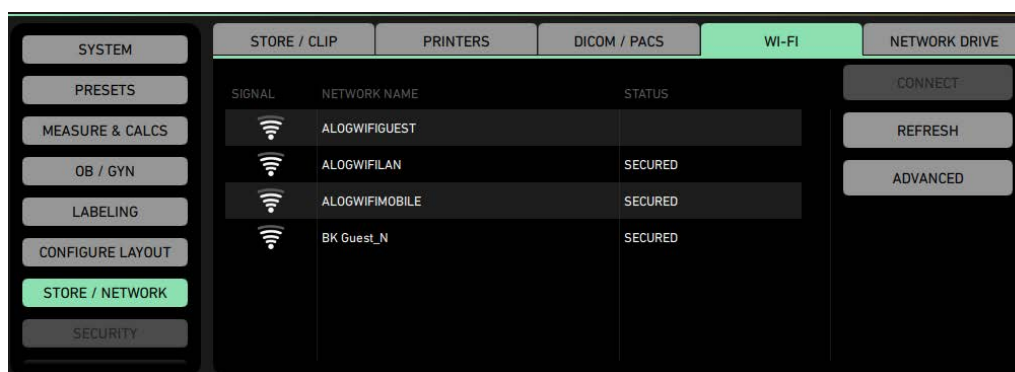 SYSTEM
PRESETS
MEASURE & CALCS
OB / GYN
LABELING
CONFIGURE LAYOUT
STORE / NETWORK
SECURITY
STORE / CLIP PRINTERS DICOM / PACS WI-FI NETWORK DRIVE
SIGNAL NETWORK NAME STATUS
ALOGWIFIGUEST
ALOGWIFILAN SECURED
ALOGWIFIMOBILE SECURED
BK Guest_N SECURED
CONNECT
REFRESH
ADVANCED